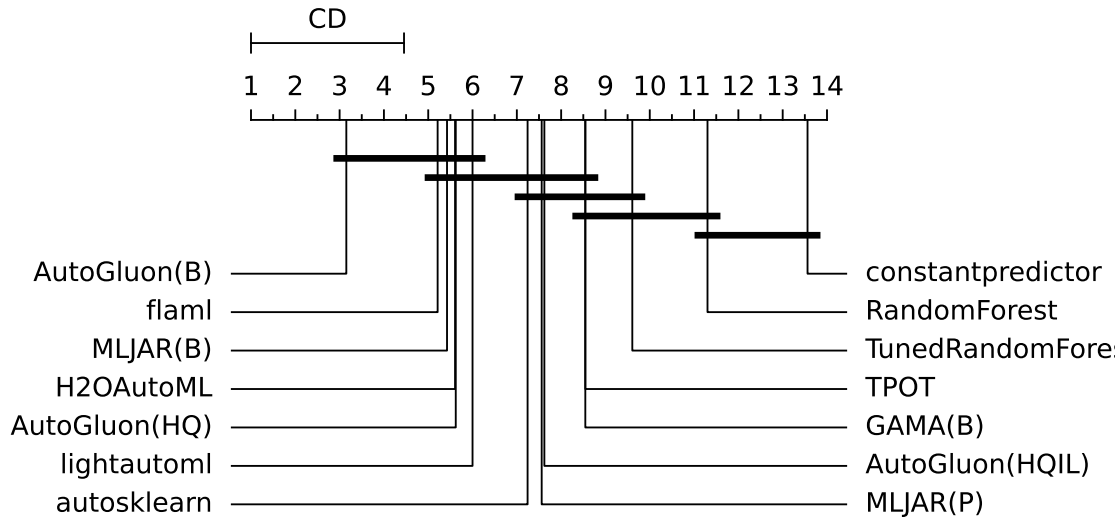 CD
1 2 3 4 5 6 7 8 9 10 11 12 13 14
AutoGluon(B)
flaml
MLJAR(B)
H2OAutoML
AutoGluon(HQ)
lightautoml
autosklearn
constantpredictor
RandomForest
TunedRandomFores
TPOT
GAMA(B)
AutoGluon(HQIL)
MLJAR(P)